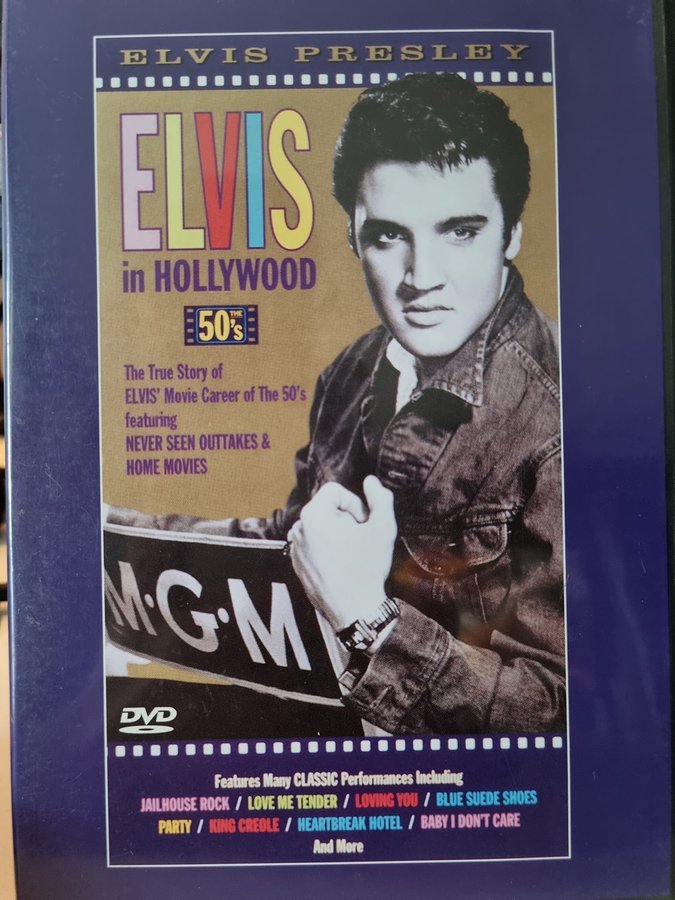 ELVIS PRESLEY
ELVIS
in HOLLYWOOD
THE
50's
The True Story of
ELVIS' Movie Career of The 50's
featuring
NEVER SEEN OUTTAKES &
HOME MOVIES
M·G·M
DVD
Features Many CLASSIC Performances Including
JAILHOUSE ROCK / LOVE ME TENDER / LOVING YOU / BLUE SUEDE SHOES
PARTY / KING CREOLE / HEARTBREAK HOTEL / BABY I DON'T CARE
And More